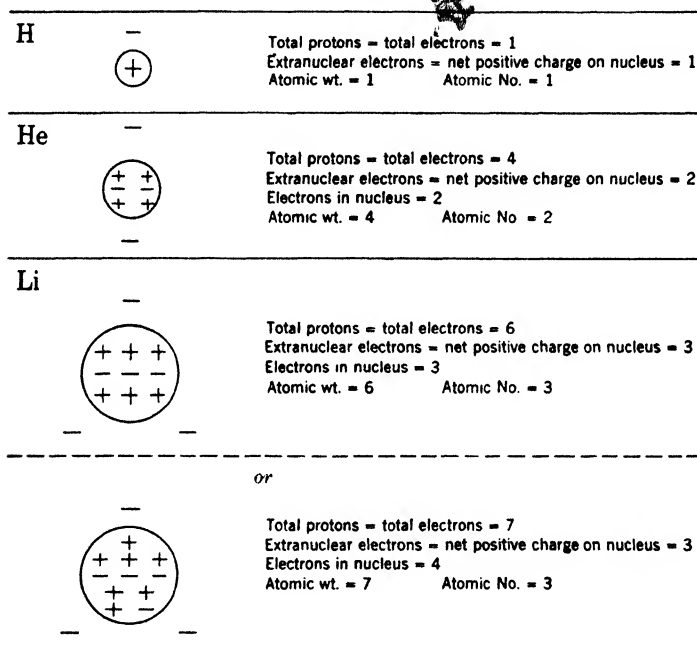 H
−
+
Total protons = total electrons = 1
Extranuclear electrons = net positive charge on nucleus = 1
Atomic wt. = 1 Atomic No. = 1
He
−
+ +
− −
+ +
−
Total protons = total electrons = 4
Extranuclear electrons = net positive charge on nucleus = 2
Electrons in nucleus = 2
Atomic wt. = 4 Atomic No = 2
Li
−
+ + +
− − −
+ + +
− −
Total protons = total electrons = 6
Extranuclear electrons = net positive charge on nucleus = 3
Electrons in nucleus = 3
Atomic wt. = 6 Atomic No. = 3
or
−
+
+ + +
− − −
+ +
+ −
− −
Total protons = total electrons = 7
Extranuclear electrons = net positive charge on nucleus = 3
Electrons in nucleus = 4
Atomic wt. = 7 Atomic No. = 3